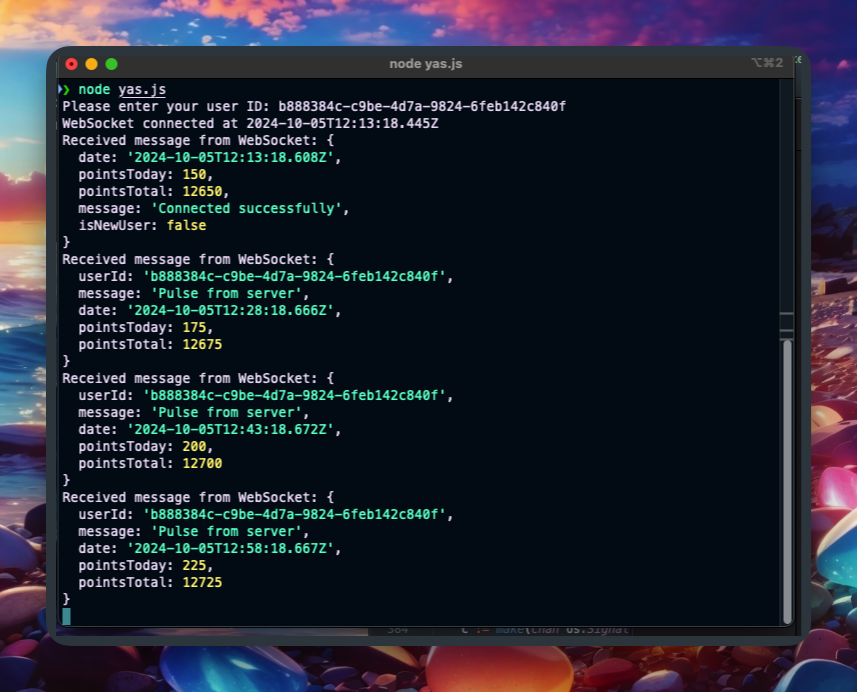 node yas.js
⌥⌘2
❯ node yas.js
Please enter your user ID: b888384c-c9be-4d7a-9824-6feb142c840f
WebSocket connected at 2024-10-05T12:13:18.445Z
Received message from WebSocket: {
  date: '2024-10-05T12:13:18.608Z',
  pointsToday: 150,
  pointsTotal: 12650,
  message: 'Connected successfully',
  isNewUser: false
}
Received message from WebSocket: {
  userId: 'b888384c-c9be-4d7a-9824-6feb142c840f',
  message: 'Pulse from server',
  date: '2024-10-05T12:28:18.666Z',
  pointsToday: 175,
  pointsTotal: 12675
}
Received message from WebSocket: {
  userId: 'b888384c-c9be-4d7a-9824-6feb142c840f',
  message: 'Pulse from server',
  date: '2024-10-05T12:43:18.672Z',
  pointsToday: 200,
  pointsTotal: 12700
}
Received message from WebSocket: {
  userId: 'b888384c-c9be-4d7a-9824-6feb142c840f',
  message: 'Pulse from server',
  date: '2024-10-05T12:58:18.667Z',
  pointsToday: 225,
  pointsTotal: 12725
}
384 c := make(chan os.Signal